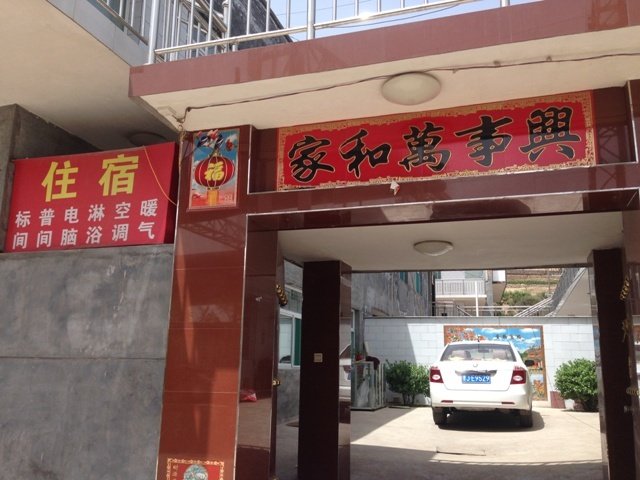 住宿
标普电淋空暖
间间脑浴调气
福
家和萬事興